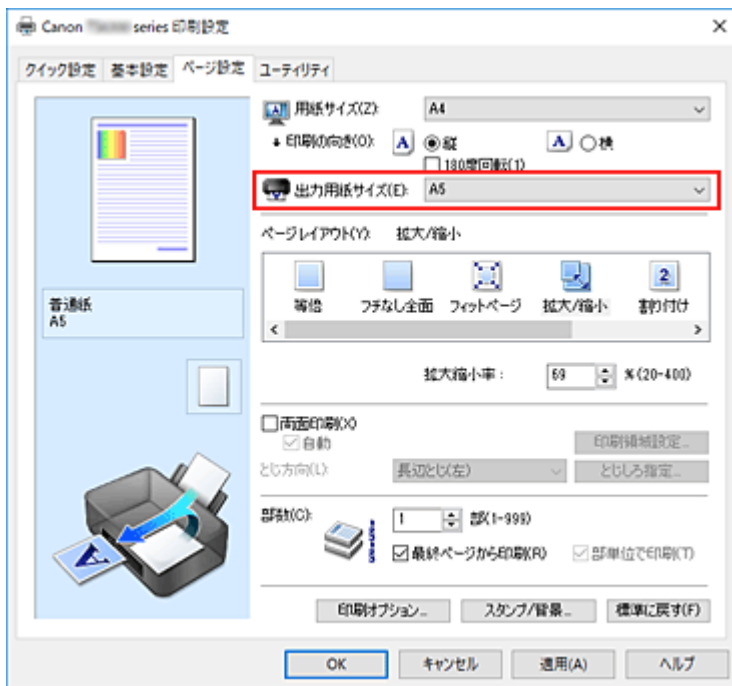 Canon series 印刷設定
クイック設定 基本設定 ページ設定 ユーティリティ
用紙サイズ(Z): A4
印刷の向き(O): A 縦 A 横
180度回転(1)
出力用紙サイズ(E): A5
ページレイアウト(Y): 拡大/縮小
等倍 フチなし全面 フィットページ 拡大/縮小 割り付け
普通紙
A5
拡大縮小率: 69 % (20-400)
両面印刷(X)
自動 印刷領域設定...
とじ方向(L): 長辺とじ(左) とじしろ指定...
部数(C): 1 部(1-999)
最終ページから印刷(R) 部単位で印刷(T)
印刷オプション... スタンプ/背景... 標準に戻す(F)
OK キャンセル 適用(A) ヘルプ